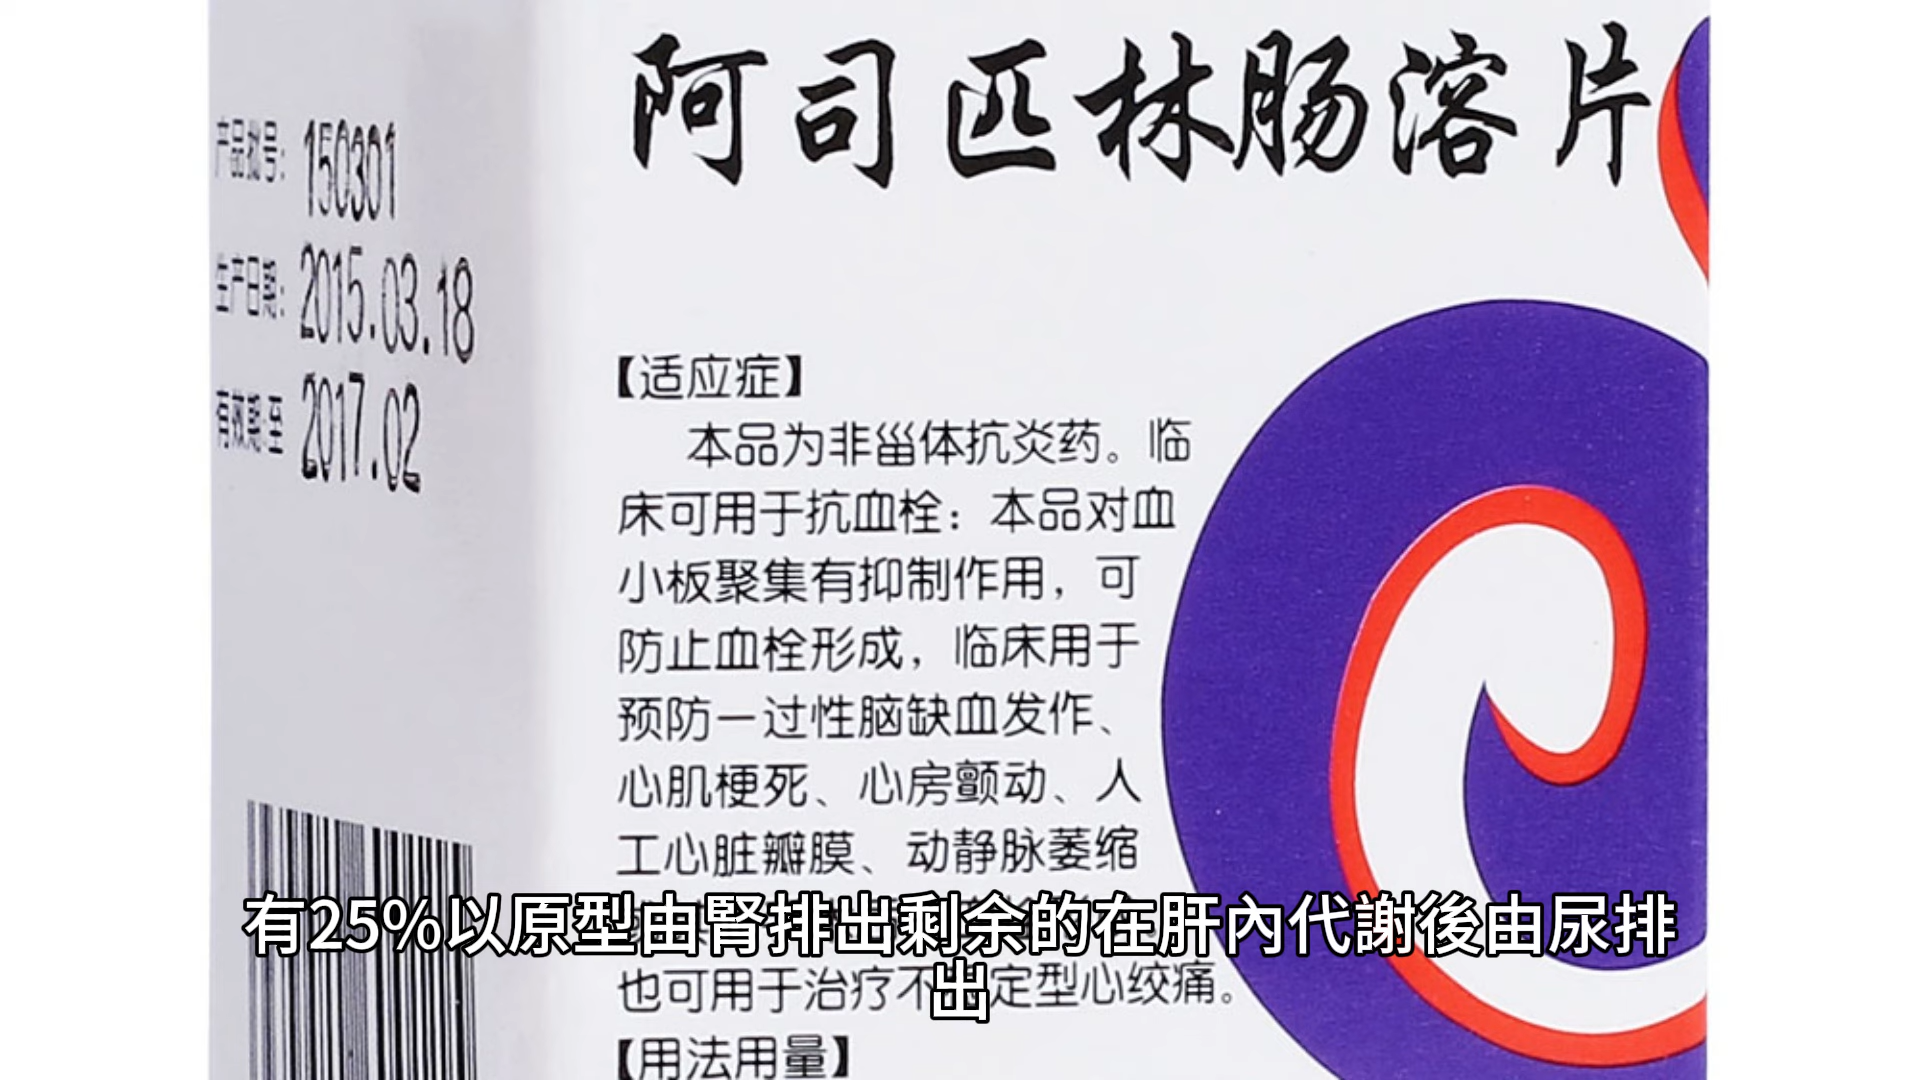 阿司匹林肠溶片
产品批号：150301
生产日期：2015.03.18
有效期至 2017.02
【适应症】
本品为非甾体抗炎药。临
床可用于抗血栓：本品对血
小板聚集有抑制作用，可
防止血栓形成，临床用于
预防一过性脑缺血发作、
心肌梗死、心房颤动、人
工心脏瓣膜、动静脉萎缩
也可用于治疗不 定型心绞痛。
【用法用量】
有25%以原型由腎排出剩余的在肝內代謝後由尿排
出